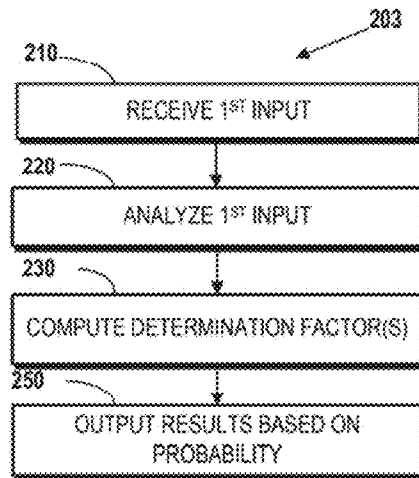 203
210
RECEIVE 1ST INPUT
220
ANALYZE 1ST INPUT
230
COMPUTE DETERMINATION FACTOR(S)
250
OUTPUT RESULTS BASED ON
PROBABILITY